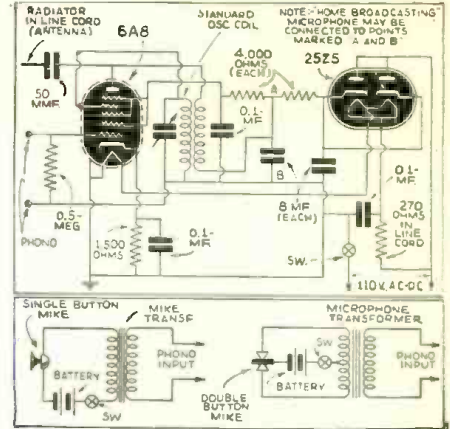 RADIATOR
IN LINE CORD
(ANTENNA)
50
MMF.
6A8
STANDARD
OSC COIL
4,000
OHMS
(EACH)
NOTE:-"HOME BROADCASTING"
MICROPHONE MAY BE
CONNECTED TO POINTS
MARKED "A" AND "B"
25Z5
A
0.1-
MF.
B
8 MF
(EACH)
0.1-
MF.
270
OHMS
IN
LINE
CORD
0.5-
MEG
PHONO
1,500
OHMS
0.1-
MF.
SW.
110V. AC-DC
SINGLE BUTTON
MIKE
MIKE
TRANSF
PHONO
INPUT
BATTERY
SW
MICROPHONE
TRANSFORMER
SW
PHONO
INPUT
BATTERY
DOUBLE
BUTTON
MIKE